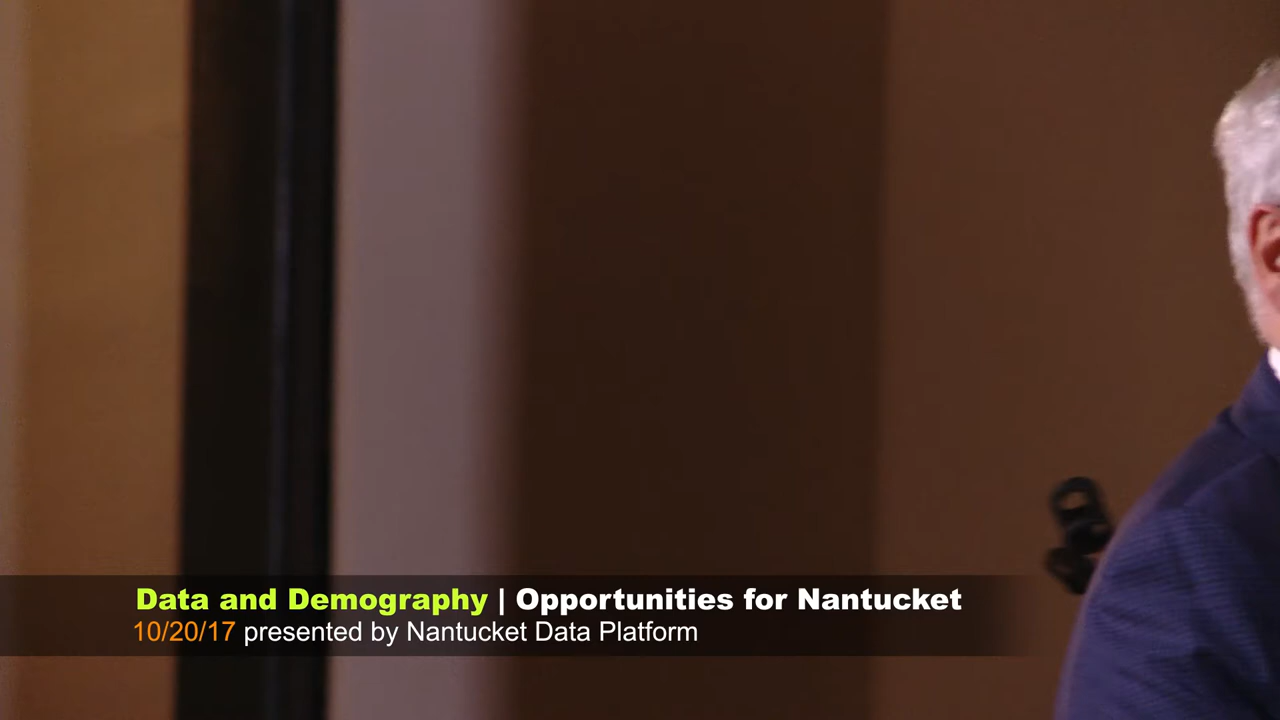 Data and Demography | Opportunities for Nantucket
10/20/17 presented by Nantucket Data Platform